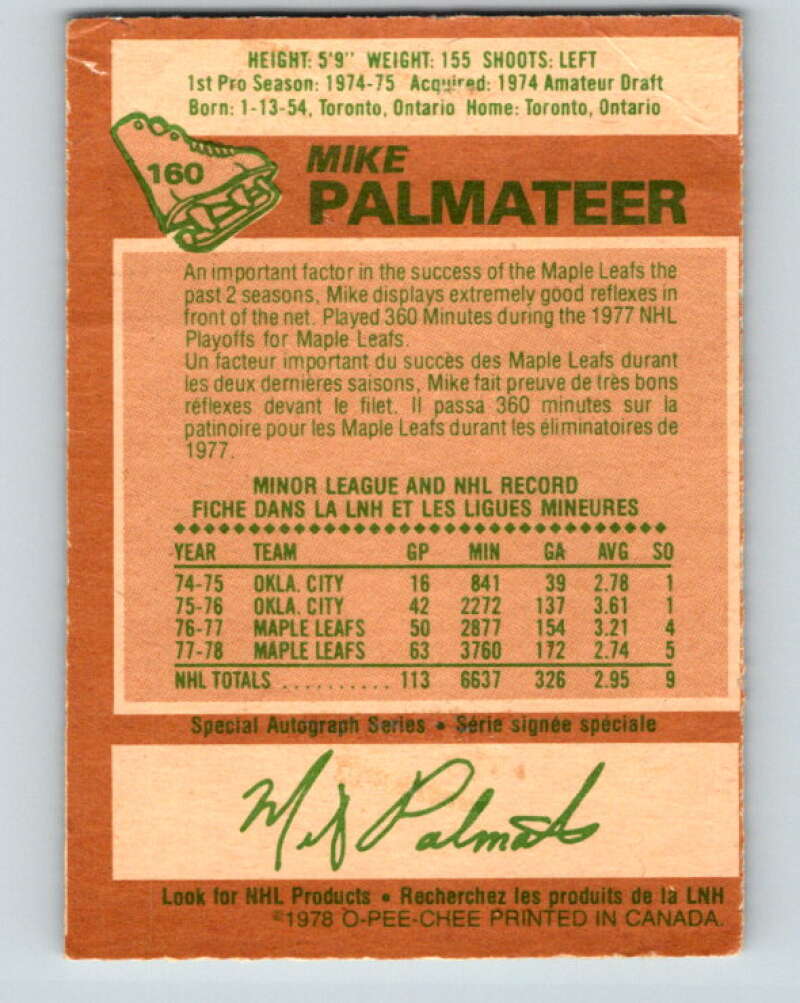 HEIGHT: 5'9" WEIGHT: 155 SHOOTS: LEFT
1st Pro Season: 1974-75 Acquired: 1974 Amateur Draft
Born: 1-13-54, Toronto, Ontario Home: Toronto, Ontario
160
MIKE
PALMATEER
An important factor in the success of the Maple Leafs the
past 2 seasons, Mike displays extremely good reflexes in
front of the net. Played 360 Minutes during the 1977 NHL
Playoffs for Maple Leafs.
Un facteur important du succès des Maple Leafs durant
les deux dernières saisons, Mike fait preuve de très bons
réflexes devant le filet. Il passa 360 minutes sur la
patinoire pour les Maple Leafs durant les éliminatoires de
1977.
MINOR LEAGUE AND NHL RECORD
FICHE DANS LA LNH ET LES LIGUES MINEURES
YEAR TEAM GP MIN GA AVG SO
74-75 OKLA. CITY 16 841 39 2.78 1
75-76 OKLA. CITY 42 2272 137 3.61 1
76-77 MAPLE LEAFS 50 2877 154 3.21 4
77-78 MAPLE LEAFS 63 3760 172 2.74 5
NHL TOTALS .......... 113 6637 326 2.95 9
Special Autograph Series • Série signée spéciale
Mike Palmateer
Look for NHL Products • Recherchez les produits de la LNH
©1978 O-PEE-CHEE PRINTED IN CANADA.